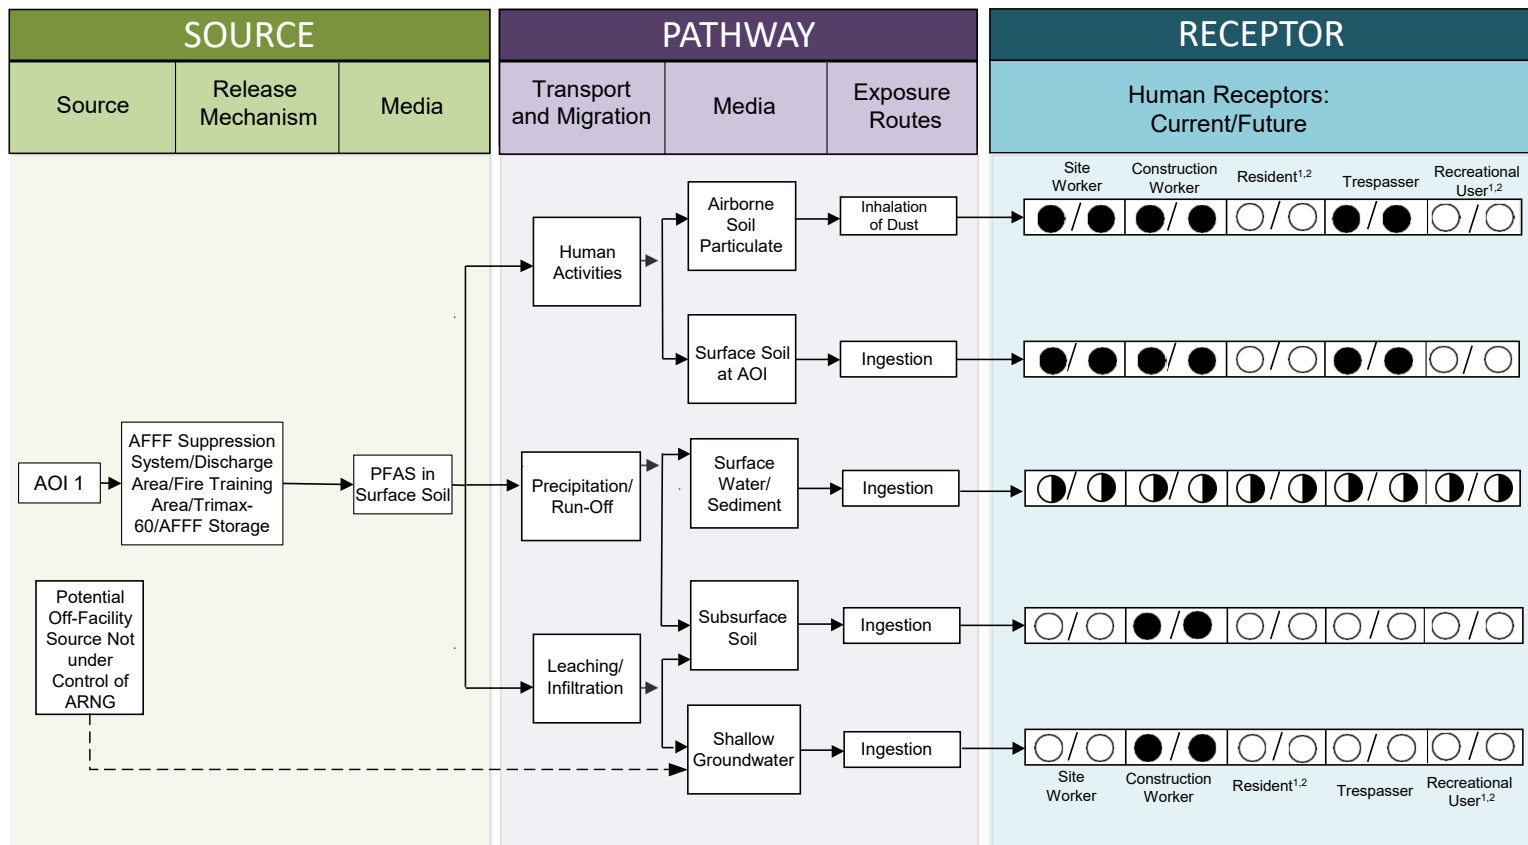 SOURCE
PATHWAY
RECEPTOR
Source
Release
Mechanism
Media
Transport
and Migration
Media
Exposure
Routes
Human Receptors:
Current/Future
Site
Worker
Construction
Worker
Resident1,2
Trespasser
Recreational
User1,2
Human
Activities
Airborne
Soil
Particulate
Inhalation
of Dust
/
/
/
/
/
Surface Soil
at AOI
Ingestion
/
/
/
/
/
AOI 1
AFFF Suppression
System/Discharge
Area/Fire Training
Area/Trimax-
60/AFFF Storage
PFAS in
Surface Soil
Precipitation/
Run-Off
Surface
Water/
Sediment
Ingestion
/
/
/
/
/
Potential
Off-Facility
Source Not
under
Control of
ARNG
Subsurface
Soil
Ingestion
/
/
/
/
/
Leaching/
Infiltration
Shallow
Groundwater
Ingestion
/
/
/
/
/
Site
Worker
Construction
Worker
Resident1,2
Trespasser
Recreational
User1,2